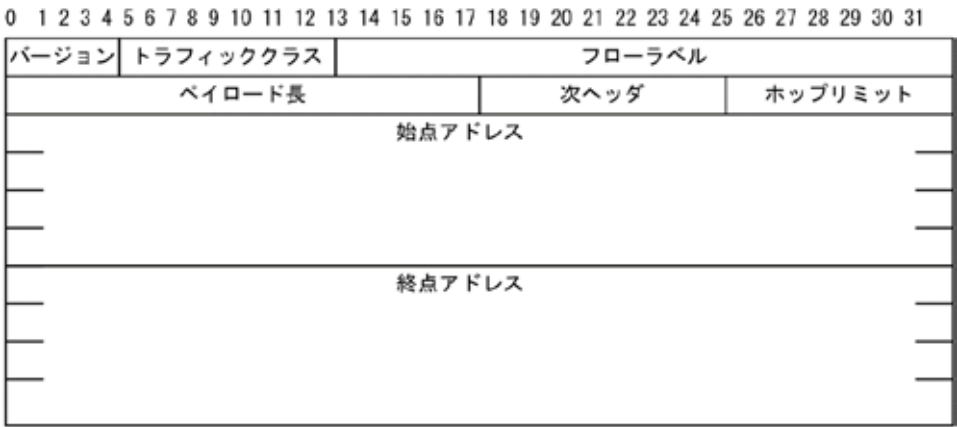 0 1 2 3 4 5 6 7 8 9 10 11 12 13 14 15 16 17 18 19 20 21 22 23 24 25 26 27 28 29 30 31
バージョン トラフィッククラス フローラベル
ペイロード長 次ヘッダ ホップリミット
始点アドレス
終点アドレス